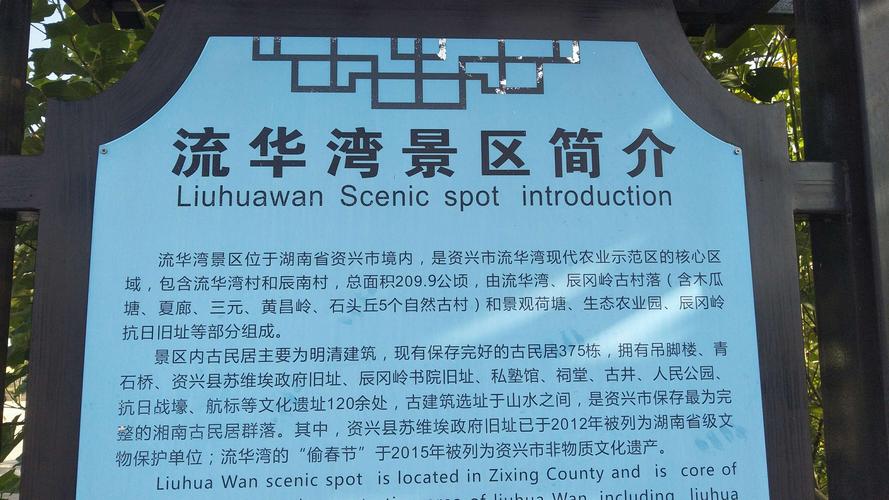 流华湾景区简介
Liuhuawan Scenic spot introduction
流华湾景区位于湖南省资兴市境内，是资兴市流华湾现代农业示范区的核心区
域，包含流华湾村和辰南村，总面积209.9公顷，由流华湾、辰冈岭古村落（含木瓜
塘、夏廊、三元、黄昌岭、石头丘5个自然古村）和景观荷塘、生态农业园、辰冈岭
抗日旧址等部分组成。
景区内古民居主要为明清建筑，现有保存完好的古民居375栋，拥有吊脚楼、青
石桥、资兴县苏维埃政府旧址、辰冈岭书院旧址、私塾馆、祠堂、古井、人民公园、
抗日战壕、航标等文化遗址120余处，古建筑选址于山水之间，是资兴市保存最为完
整的湘南古民居群落。其中，资兴县苏维埃政府旧址已于2012年被列为湖南省级文
物保护单位；流华湾的“偷春节”于2015年被列为资兴市非物质文化遗产。
Liuhua Wan scenic spot is located in Zixing County and is core of
area of liuhua Wan, including liuhua